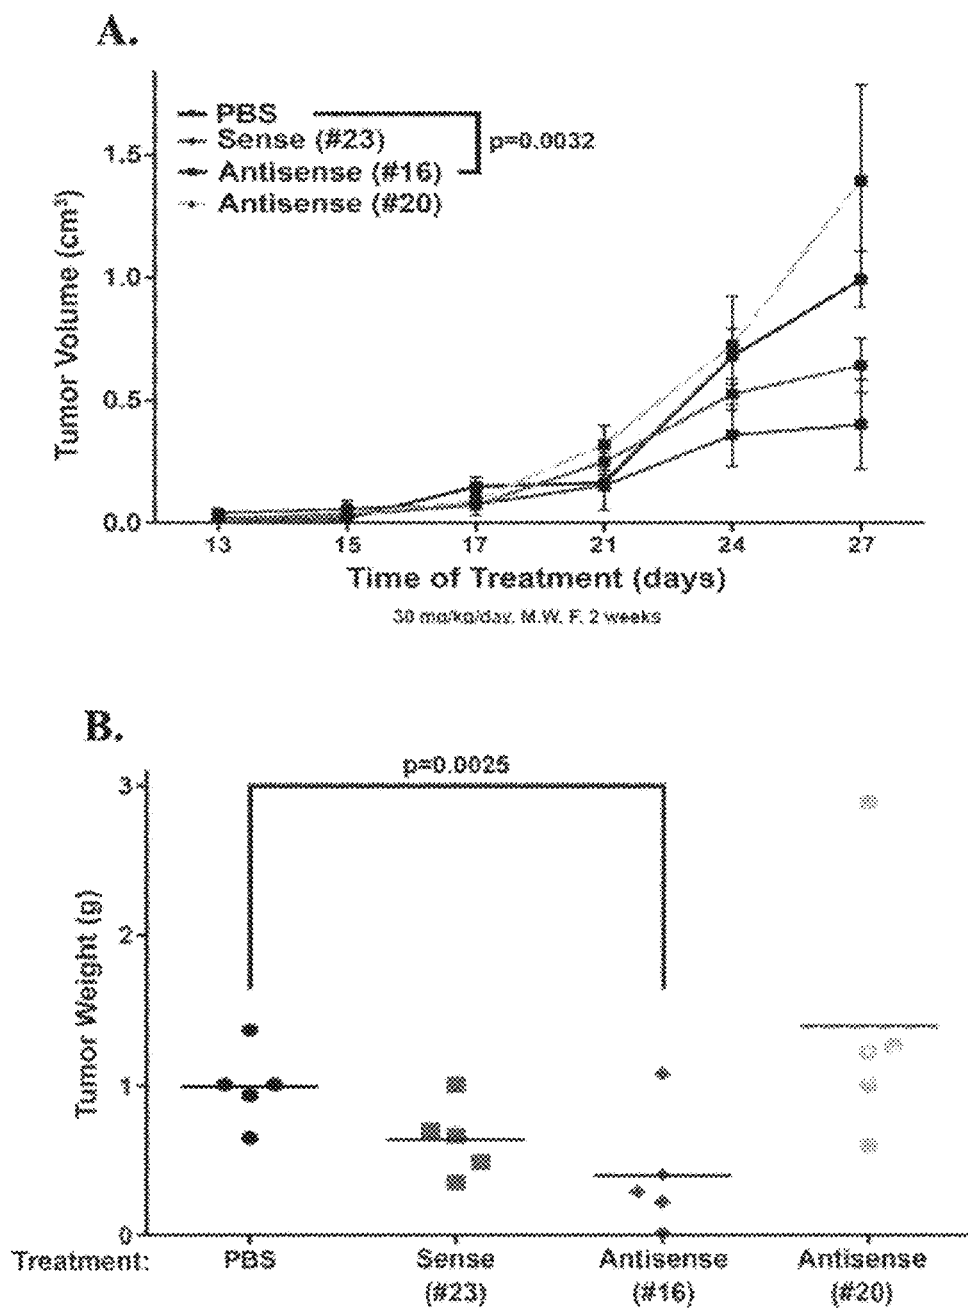 A.
PBS
Sense (#23)
p=0.0032
Antisense (#16)
Antisense (#20)
1.5
1.0
0.5
0.0
Tumor Volume (cm³)
13 15 17 21 24 27
Time of Treatment (days)
30 mg/kg/day, M.W. F, 2 weeks
B.
p=0.0025
3
2
1
0
Tumor Weight (g)
Treatment: PBS Sense Antisense Antisense
(#23) (#16) (#20)